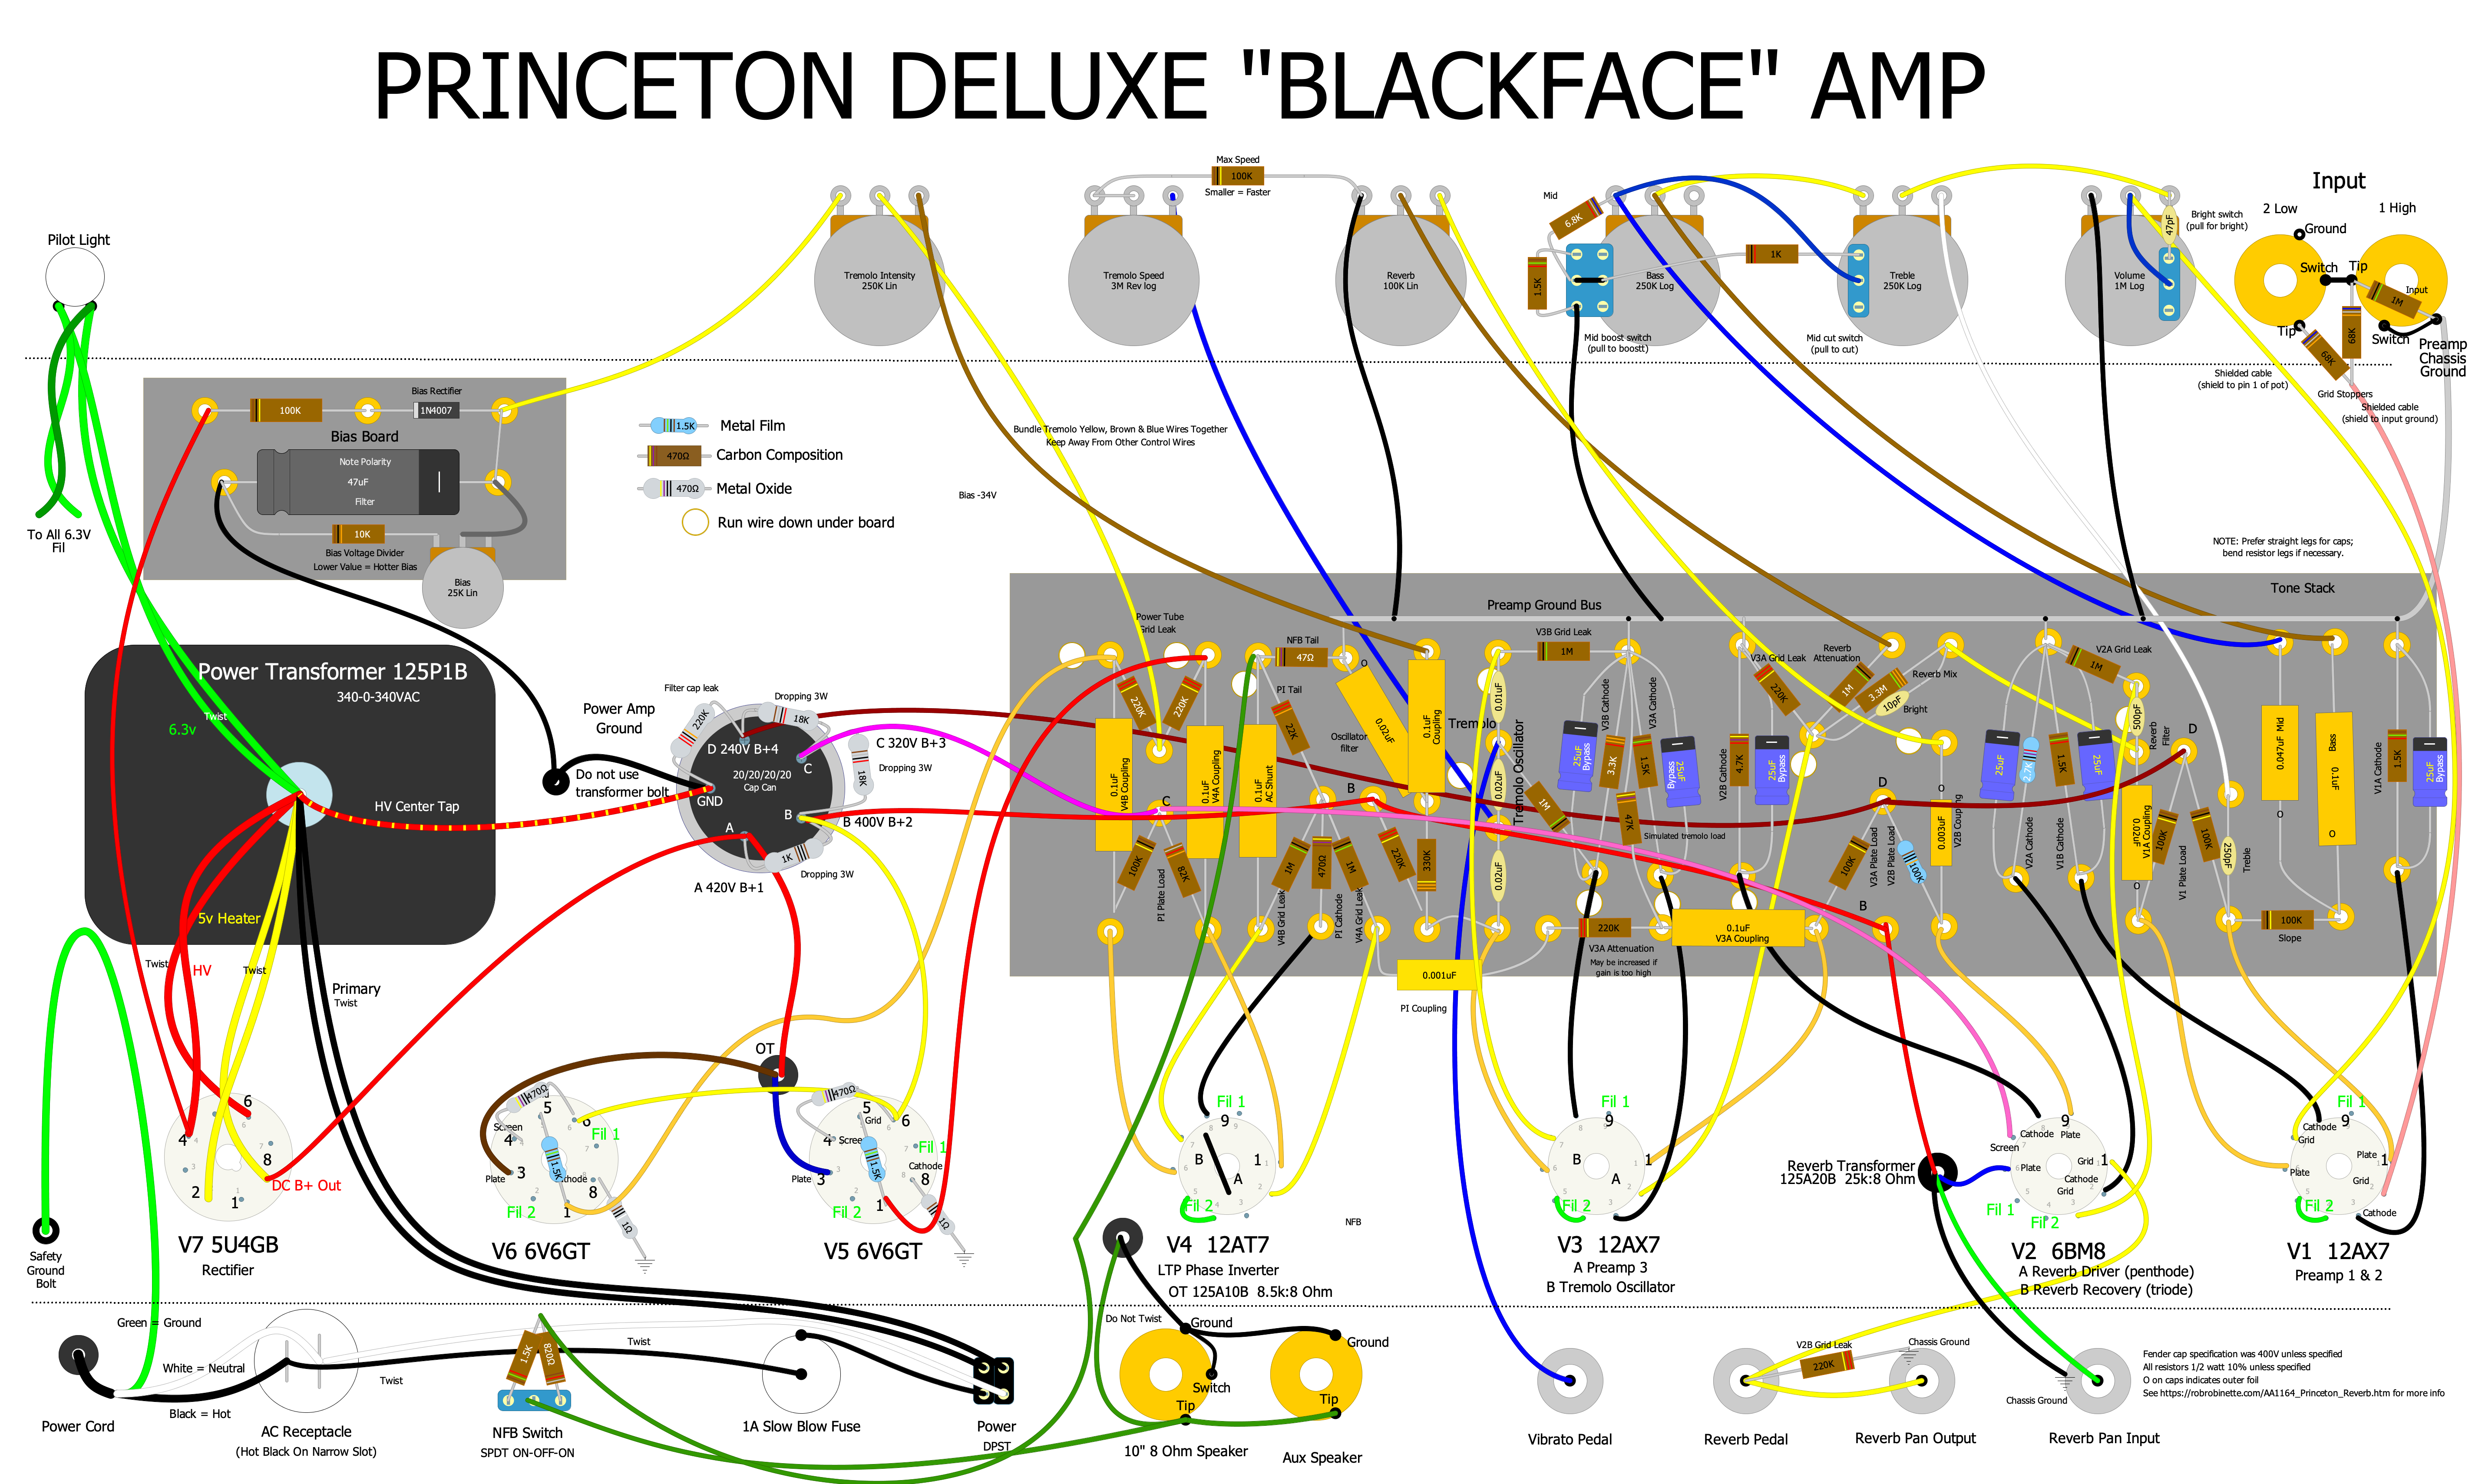 PRINCETON DELUXE "BLACKFACE" AMP
Max Speed
100K
Smaller = Faster
Input
2 Low
1 High
Ground
Bright switch
(pull for bright)
47pF
Mid
6.8K
1.5K
1K
Pilot Light
Tremolo Intensity
250K Lin
Tremolo Speed
3M Rev log
Reverb
100K Lin
Bass
250K Log
Treble
250K Log
Volume
1M Log
Switch
Tip
Input
1M
68K
Tip
68K
Switch
Preamp
Chassis
Ground
Mid boost switch
(pull to boostt)
Mid cut switch
(pull to cut)
Shielded cable
(shield to pin 1 of pot)
Grid Stoppers
Shielded cable
(shield to input ground)
Bias Rectifier
100K
1N4007
Bias Board
Note Polarity
47uF
Filter
10K
Bias Voltage Divider
Lower Value = Hotter Bias
Bias
25K Lin
To All 6.3V
Fil
1.5K
Metal Film
470Ω
Carbon Composition
470Ω
Metal Oxide
Run wire down under board
Bundle Tremolo Yellow, Brown & Blue Wires Together
Keep Away From Other Control Wires
Bias -34V
NOTE: Prefer straight legs for caps;
bend resistor legs if necessary.
Tone Stack
Preamp Ground Bus
Power Transformer 125P1B
340-0-340VAC
6.3v
Twist
HV Center Tap
5v Heater
Twist
HV
Twist
Primary
Twist
Power Amp
Ground
Do not use
transformer bolt
Filter cap leak
220K
Dropping 3W
18K
D 240V B+4
C
20/20/20/20
Cap Can
GND
B
A
C 320V B+3
Dropping 3W
18K
B 400V B+2
1K
Dropping 3W
A 420V B+1
Power Tube
Grid Leak
220K
220K
NFB Tail
47Ω
O
PI Tail
22K
0.1uF
V4B Coupling
0.1uF
V4A Coupling
0.1uF
AC Shunt
Oscillator
filter
0.02uF
0.1uF
Coupling
Tremolo
0.01uF
0.02uF
0.02uF
Tremolo Oscillator
V3B Grid Leak
1M
C
B
100K
PI Plate Load
82K
1M
V4B Grid Leak
470Ω
PI Cathode
1M
V4A Grid Leak
220K
330K
1M
25uF
Bypass
V3B Cathode
3.3K
1.5K
V3A Cathode
25uF
Bypass
47K
Simulated tremolo load
V3A Grid Leak
220K
Reverb
Attenuation
1M
3.3M
Reverb Mix
10pF
Bright
V2B Cathode
4.7K
25uF
Bypass
D
100K
V3A Plate Load
V2B Plate Load
100K
O
0.003uF
V2B Coupling
V2A Grid Leak
1M
25uF
2.7K
V2A Cathode
1.5K
V1B Cathode
25uF
500pF
Reverb
Filter
D
0.02uF
V1A Coupling
O
100K
V1 Plate Load
100K
250pF
Treble
0.047uF Mid
O
Bass
0.1uF
O
V1A Cathode
1.5K
25uF
Bypass
100K
Slope
B
220K
V3A Attenuation
May be increased if
gain is too high
0.1uF
V3A Coupling
0.001uF
PI Coupling
OT
4
6
8
2
1
DC B+ Out
V7 5U4GB
Rectifier
470Ω
5
6
Screen
4
Fil 1
3
Plate
1.5K
Cathode
8
Fil 2
1
1Ω
V6 6V6GT
470Ω
5
6
Grid
4
Screen
Fil 1
Plate
3
1.5K
Cathode
8
Fil 2
1
1Ω
V5 6V6GT
Fil 1
9
B
A
1
Fil 2
V4 12AT7
LTP Phase Inverter
OT 125A10B 8.5k:8 Ohm
NFB
Fil 1
9
B
A
1
Fil 2
V3 12AX7
A Preamp 3
B Tremolo Oscillator
Reverb Transformer
125A20B 25k:8 Ohm
9
Cathode
Plate
Screen
Plate
Grid
1
Cathode
Grid
Fil 1
Fil 2
V2 6BM8
A Reverb Driver (penthode)
B Reverb Recovery (triode)
Fil 1
9
Cathode
Grid
Plate
1
Plate
Grid
Fil 2
Cathode
V1 12AX7
Preamp 1 & 2
Safety
Ground
Bolt
Green = Ground
White = Neutral
Twist
Black = Hot
Power Cord
AC Receptacle
(Hot Black On Narrow Slot)
1.5K
820Ω
NFB Switch
SPDT ON-OFF-ON
Twist
1A Slow Blow Fuse
Power
DPST
Do Not Twist
Ground
Switch
Tip
10" 8 Ohm Speaker
Ground
Tip
Aux Speaker
Vibrato Pedal
Reverb Pedal
V2B Grid Leak
220K
Chassis Ground
Reverb Pan Output
Chassis Ground
Reverb Pan Input
Fender cap specification was 400V unless specified
All resistors 1/2 watt 10% unless specified
O on caps indicates outer foil
See https://robrobinette.com/AA1164_Princeton_Reverb.htm for more info